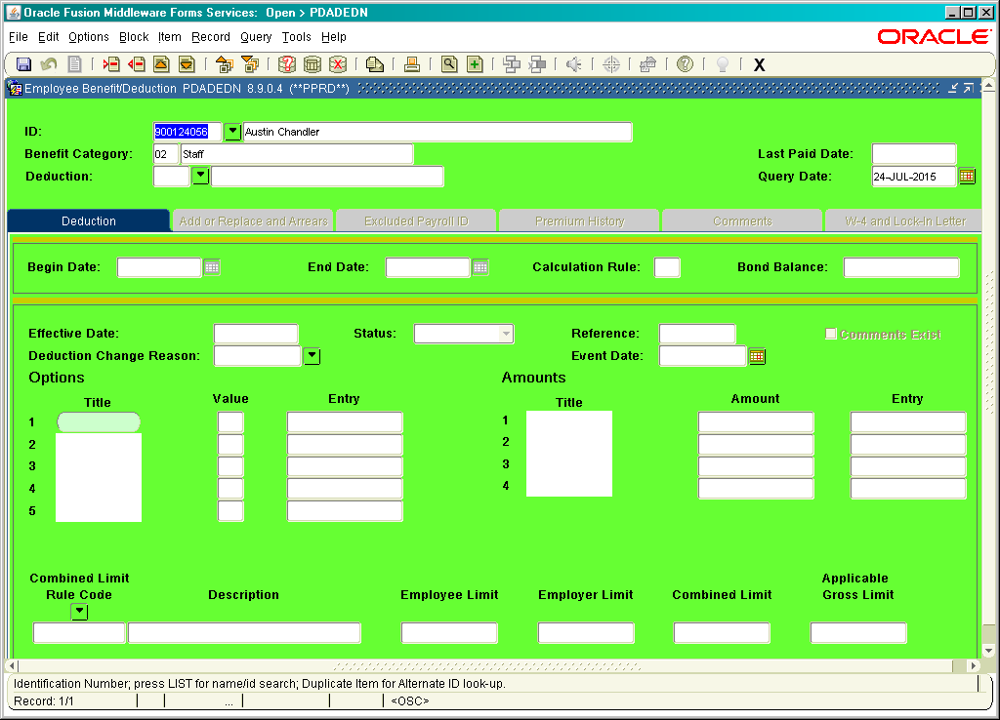 Oracle Fusion Middleware Forms Services: Open > PDADEDN
File Edit Options Block Item Record Query Tools Help
ORACLE
X
Employee Benefit/Deduction PDADEDN 8.9.0.4 (**PPRD**)
ID: 900124056 Austin Chandler
Benefit Category: 02 Staff Last Paid Date:
Deduction: Query Date: 24-JUL-2015
Deduction Add or Replace and Arrears Excluded Payroll ID Premium History Comments W-4 and Lock-In Letter
Begin Date: End Date: Calculation Rule: Bond Balance:
Effective Date: Status: Reference: Comments Exist
Deduction Change Reason: Event Date:
Options Amounts
Title Value Entry Title Amount Entry
1 1
2 2
3 3
4 4
5
Combined Limit Applicable
Rule Code Description Employee Limit Employer Limit Combined Limit Gross Limit
Identification Number; press LIST for name/id search; Duplicate Item for Alternate ID look-up.
Record: 1/1 ... <OSC>